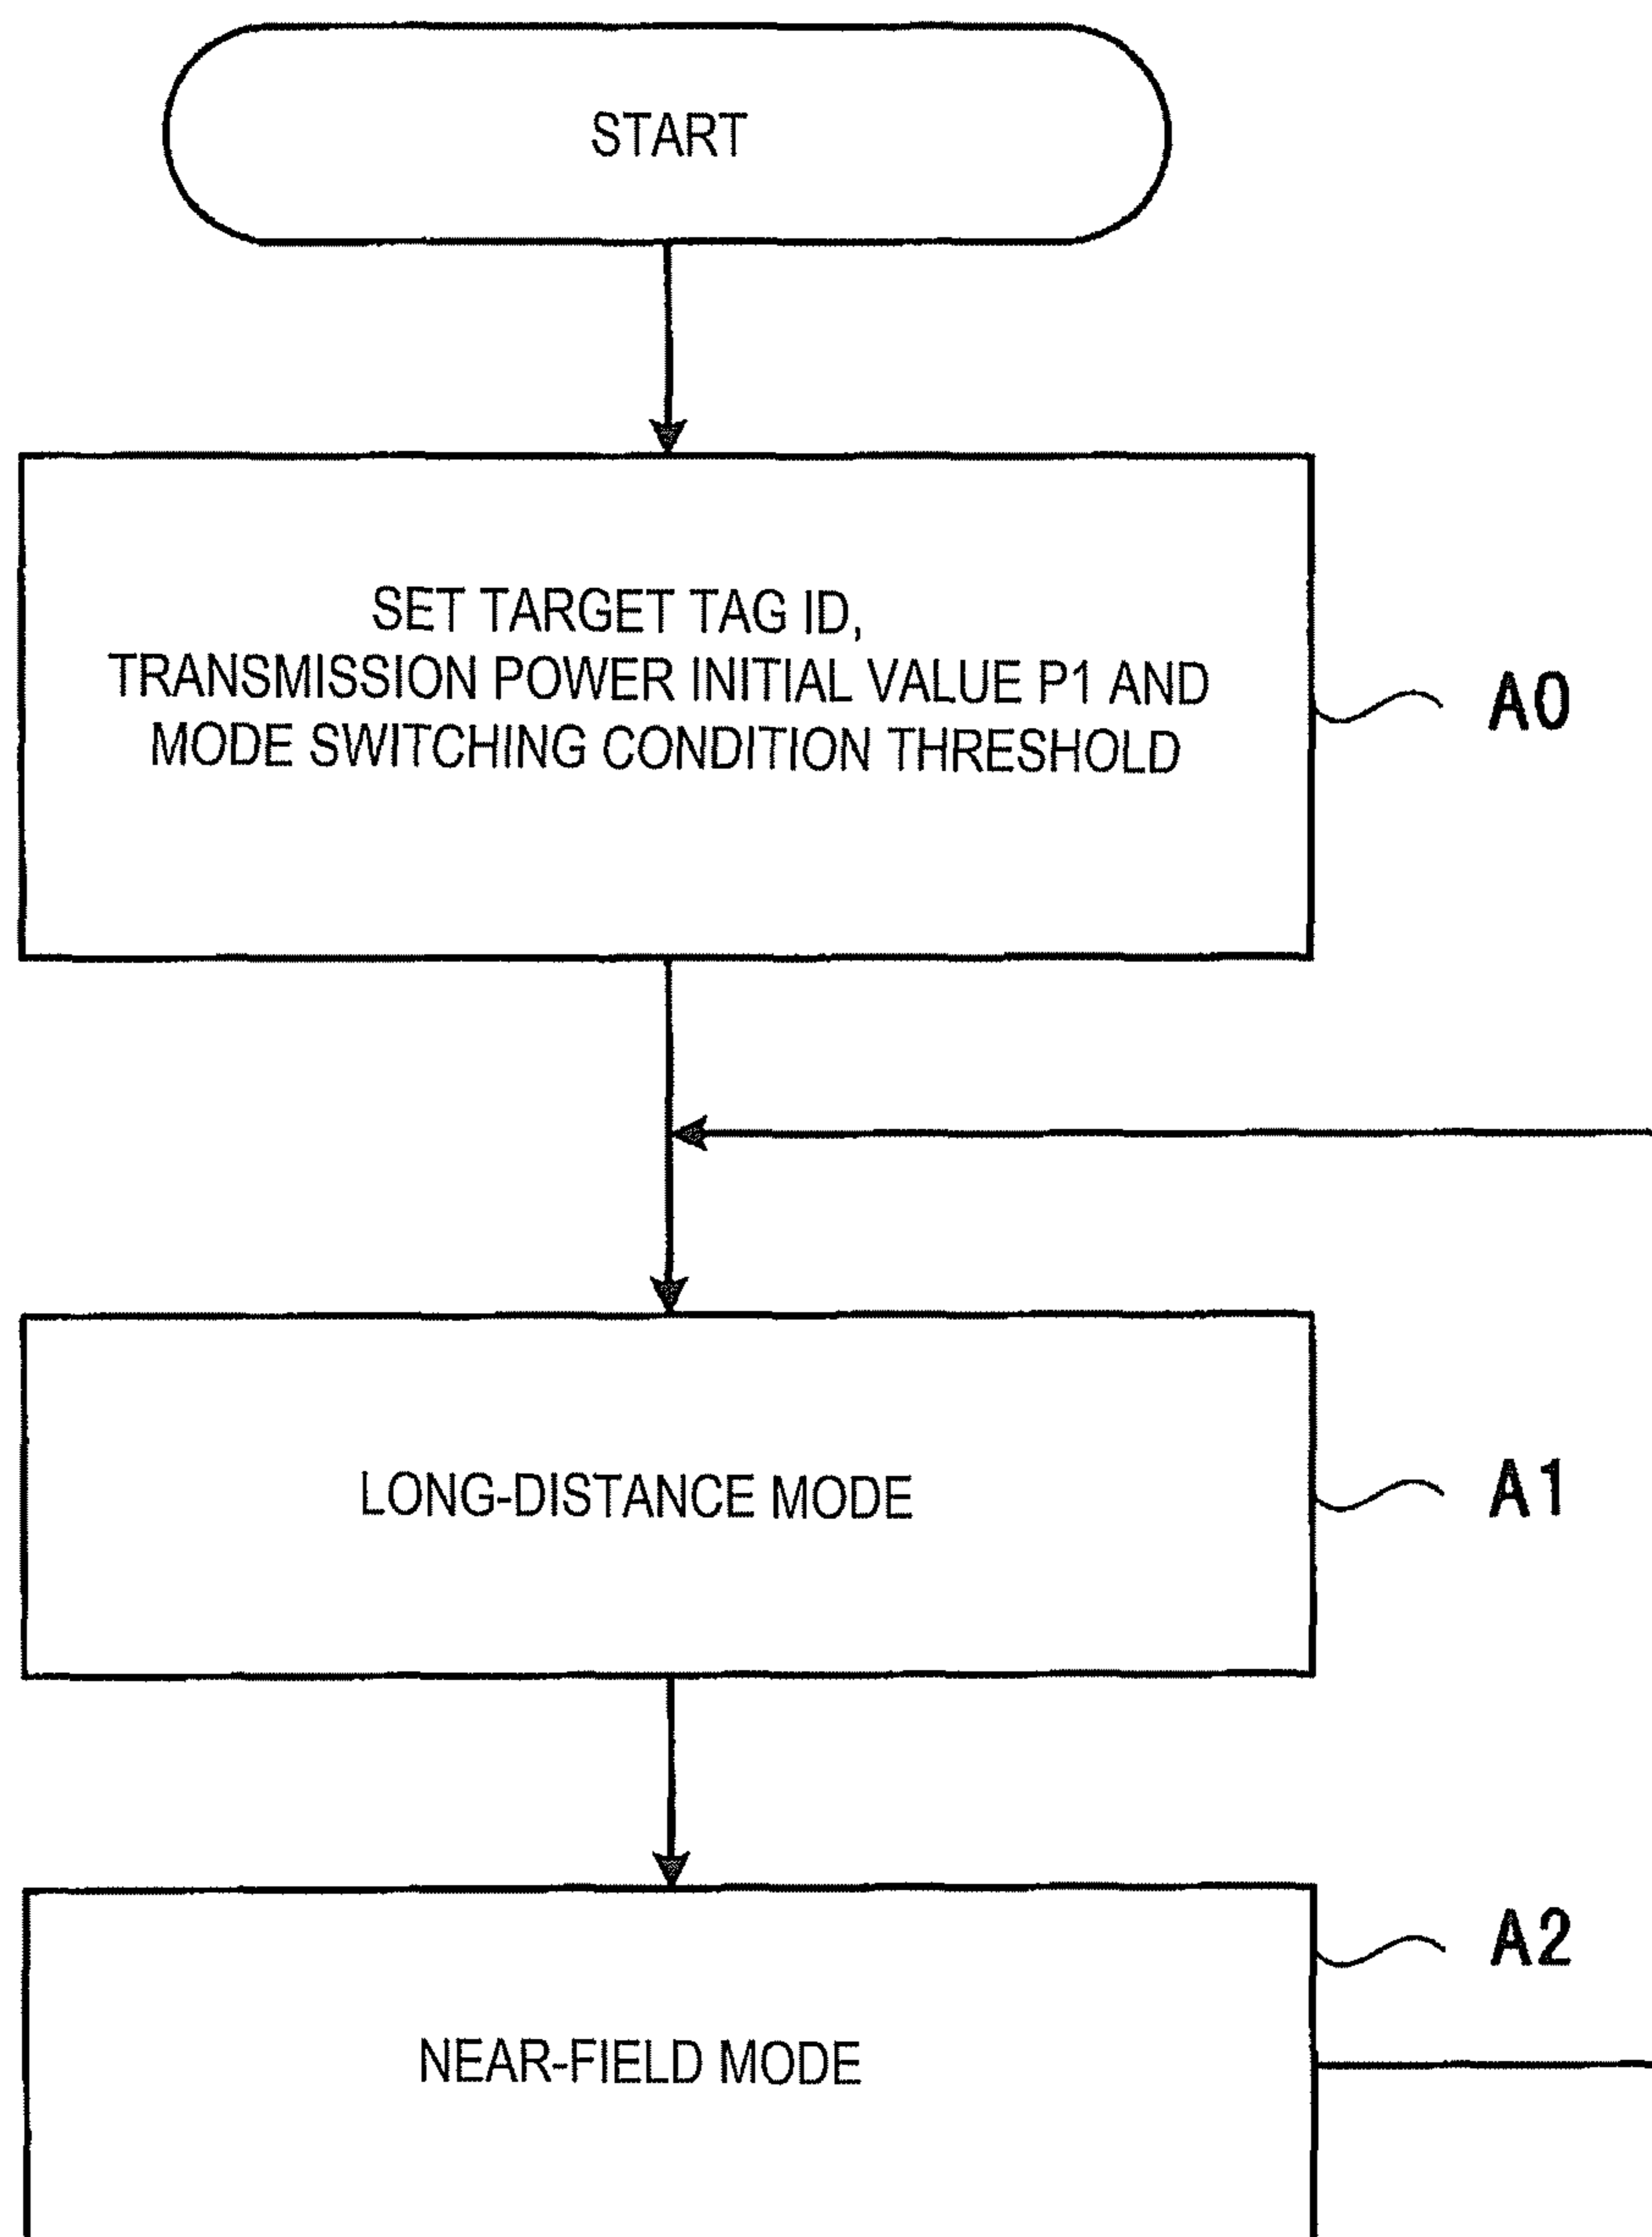 START
SET TARGET TAG ID,
TRANSMISSION POWER INITIAL VALUE P1 AND
MODE SWITCHING CONDITION THRESHOLD
A0
LONG-DISTANCE MODE
A1
A2
NEAR-FIELD MODE